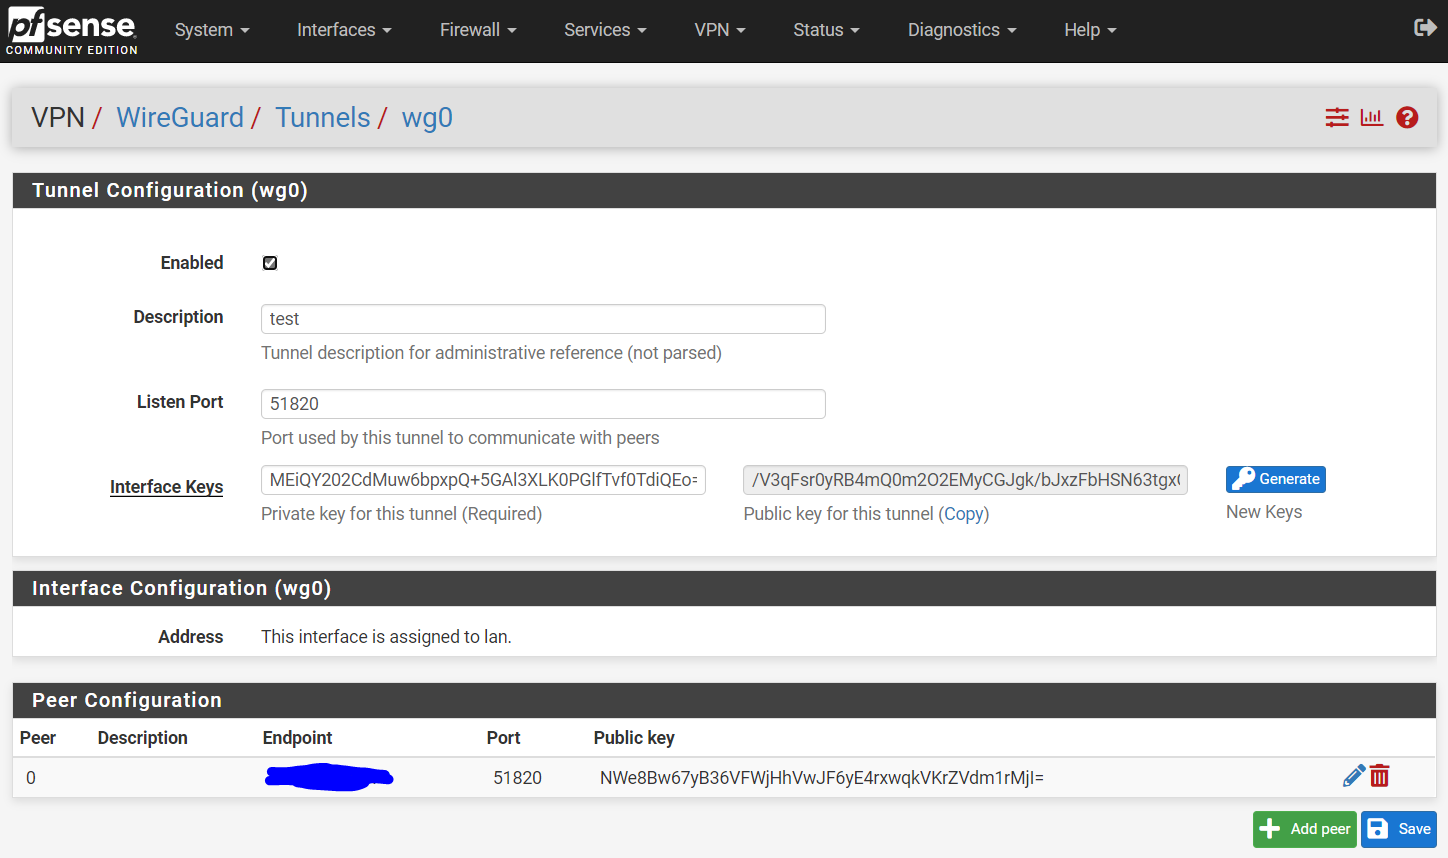 pfsense
COMMUNITY EDITION
System Interfaces Firewall Services VPN Status Diagnostics Help
VPN / WireGuard / Tunnels / wg0
Tunnel Configuration (wg0)
Enabled
Description test
Tunnel description for administrative reference (not parsed)
Listen Port 51820
Port used by this tunnel to communicate with peers
Interface Keys MEiQY202CdMuw6bpxpQ+5GAl3XLK0PGlfTvf0TdiQEo= /V3qFsr0yRB4mQ0m2O2EMyCGJgk/bJxzFbHSN63tgx Generate
Private key for this tunnel (Required) Public key for this tunnel (Copy) New Keys
Interface Configuration (wg0)
Address This interface is assigned to lan.
Peer Configuration
Peer Description Endpoint Port Public key
0 51820 NWe8Bw67yB36VFWjHhVwJF6yE4rxwqkVKrZVdm1rMjI=
Add peer Save